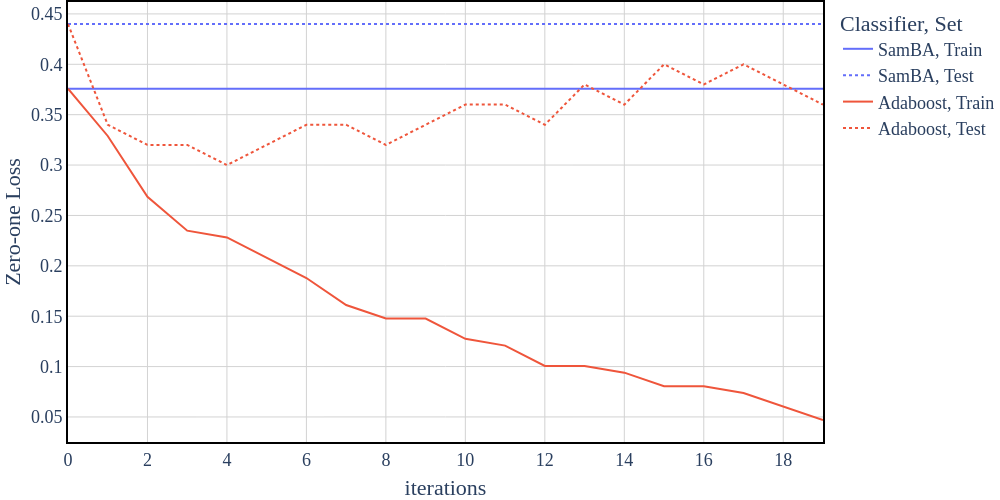 0.45
0.4
0.35
0.3
0.25
0.2
0.15
0.1
0.05
Zero-one Loss
0 2 4 6 8 10 12 14 16 18
iterations
Classifier, Set
SamBA, Train
SamBA, Test
Adaboost, Train
Adaboost, Test